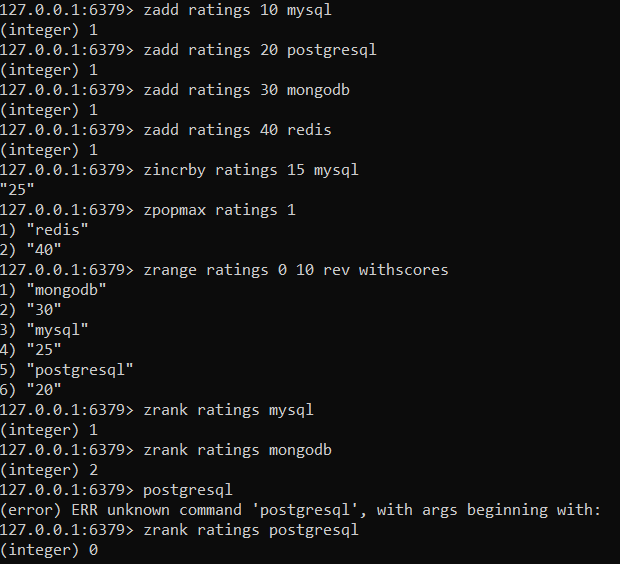 127.0.0.1:6379> zadd ratings 10 mysql
(integer) 1
127.0.0.1:6379> zadd ratings 20 postgresql
(integer) 1
127.0.0.1:6379> zadd ratings 30 mongodb
(integer) 1
127.0.0.1:6379> zadd ratings 40 redis
(integer) 1
127.0.0.1:6379> zincrby ratings 15 mysql
"25"
127.0.0.1:6379> zpopmax ratings 1
1) "redis"
2) "40"
127.0.0.1:6379> zrange ratings 0 10 rev withscores
1) "mongodb"
2) "30"
3) "mysql"
4) "25"
5) "postgresql"
6) "20"
127.0.0.1:6379> zrank ratings mysql
(integer) 1
127.0.0.1:6379> zrank ratings mongodb
(integer) 2
127.0.0.1:6379> postgresql
(error) ERR unknown command 'postgresql', with args beginning with:
127.0.0.1:6379> zrank ratings postgresql
(integer) 0